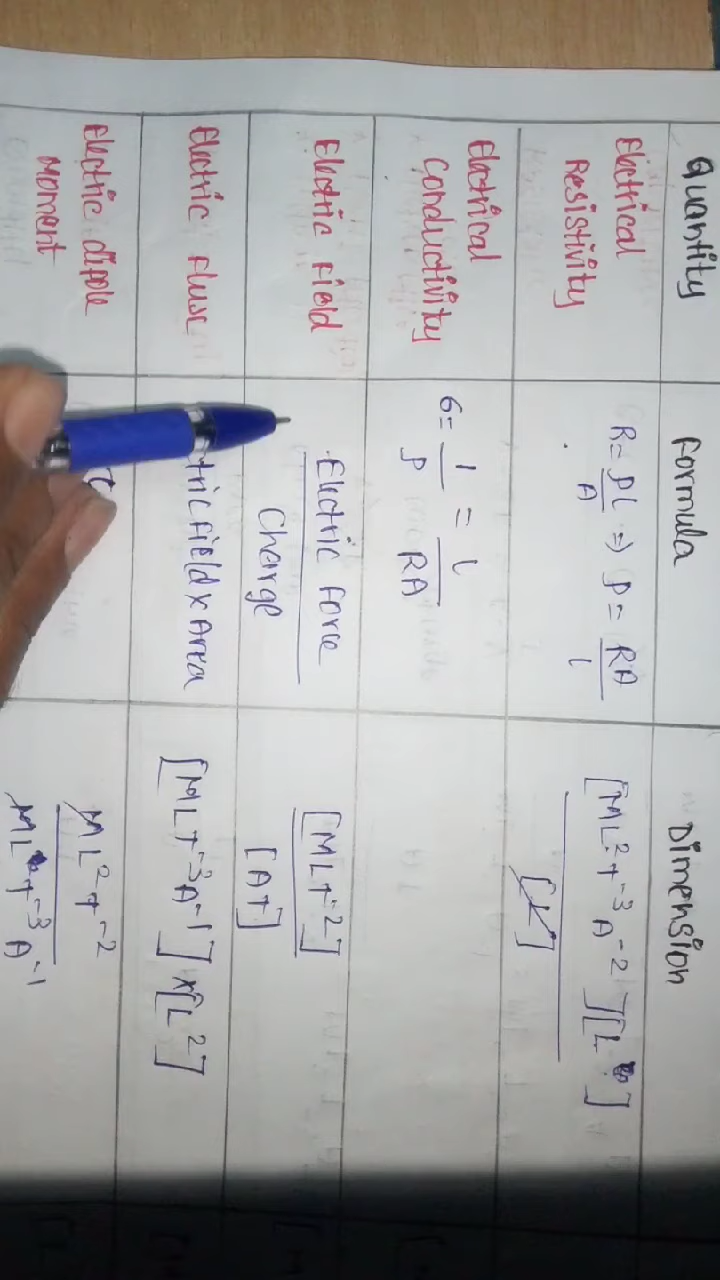 Quantity Formula Dimension
Electrical Resistivity R = ρL/A ⇒ ρ = RA/L [ML²T⁻³A⁻²][L]/[L]
Electrical Conductivity σ = 1/ρ = L/RA
Electric Field Electric Force/Charge [MLT⁻²]/[AT]
Electric Flux tric Field × Area [MLT⁻³A⁻¹]×[L²]
Electric dipole Moment τ ML²T⁻²/MLT⁻³A⁻¹